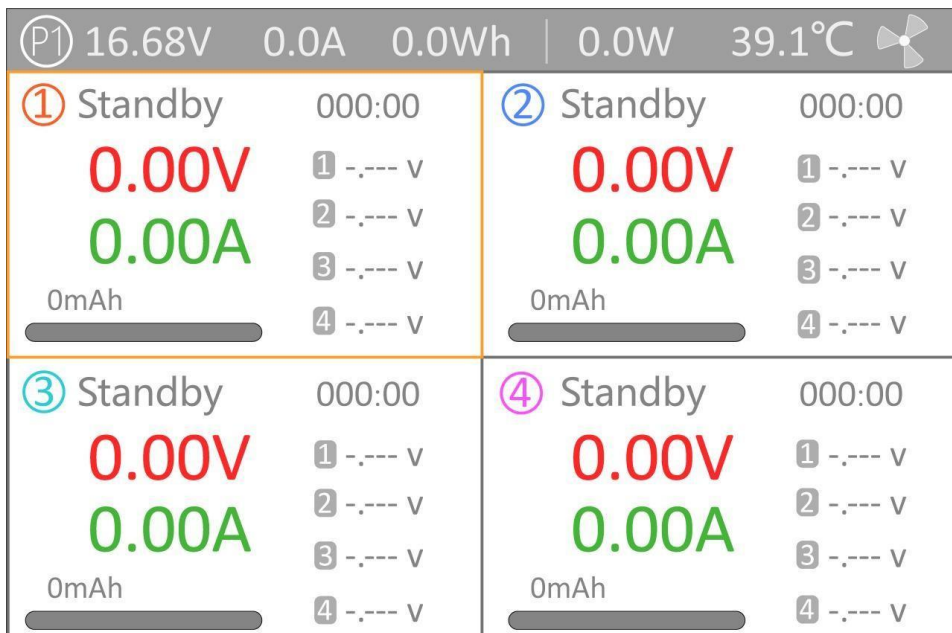 P1 16.68V 0.0A 0.0Wh 0.0W 39.1℃
① Standby 000:00
0.00V
0.00A
0mAh
1 -.--- v
2 -.--- v
3 -.--- v
4 -.--- v
② Standby 000:00
0.00V
0.00A
0mAh
1 -.--- v
2 -.--- v
3 -.--- v
4 -.--- v
③ Standby 000:00
0.00V
0.00A
0mAh
1 -.--- v
2 -.--- v
3 -.--- v
4 -.--- v
④ Standby 000:00
0.00V
0.00A
0mAh
1 -.--- v
2 -.--- v
3 -.--- v
4 -.--- v